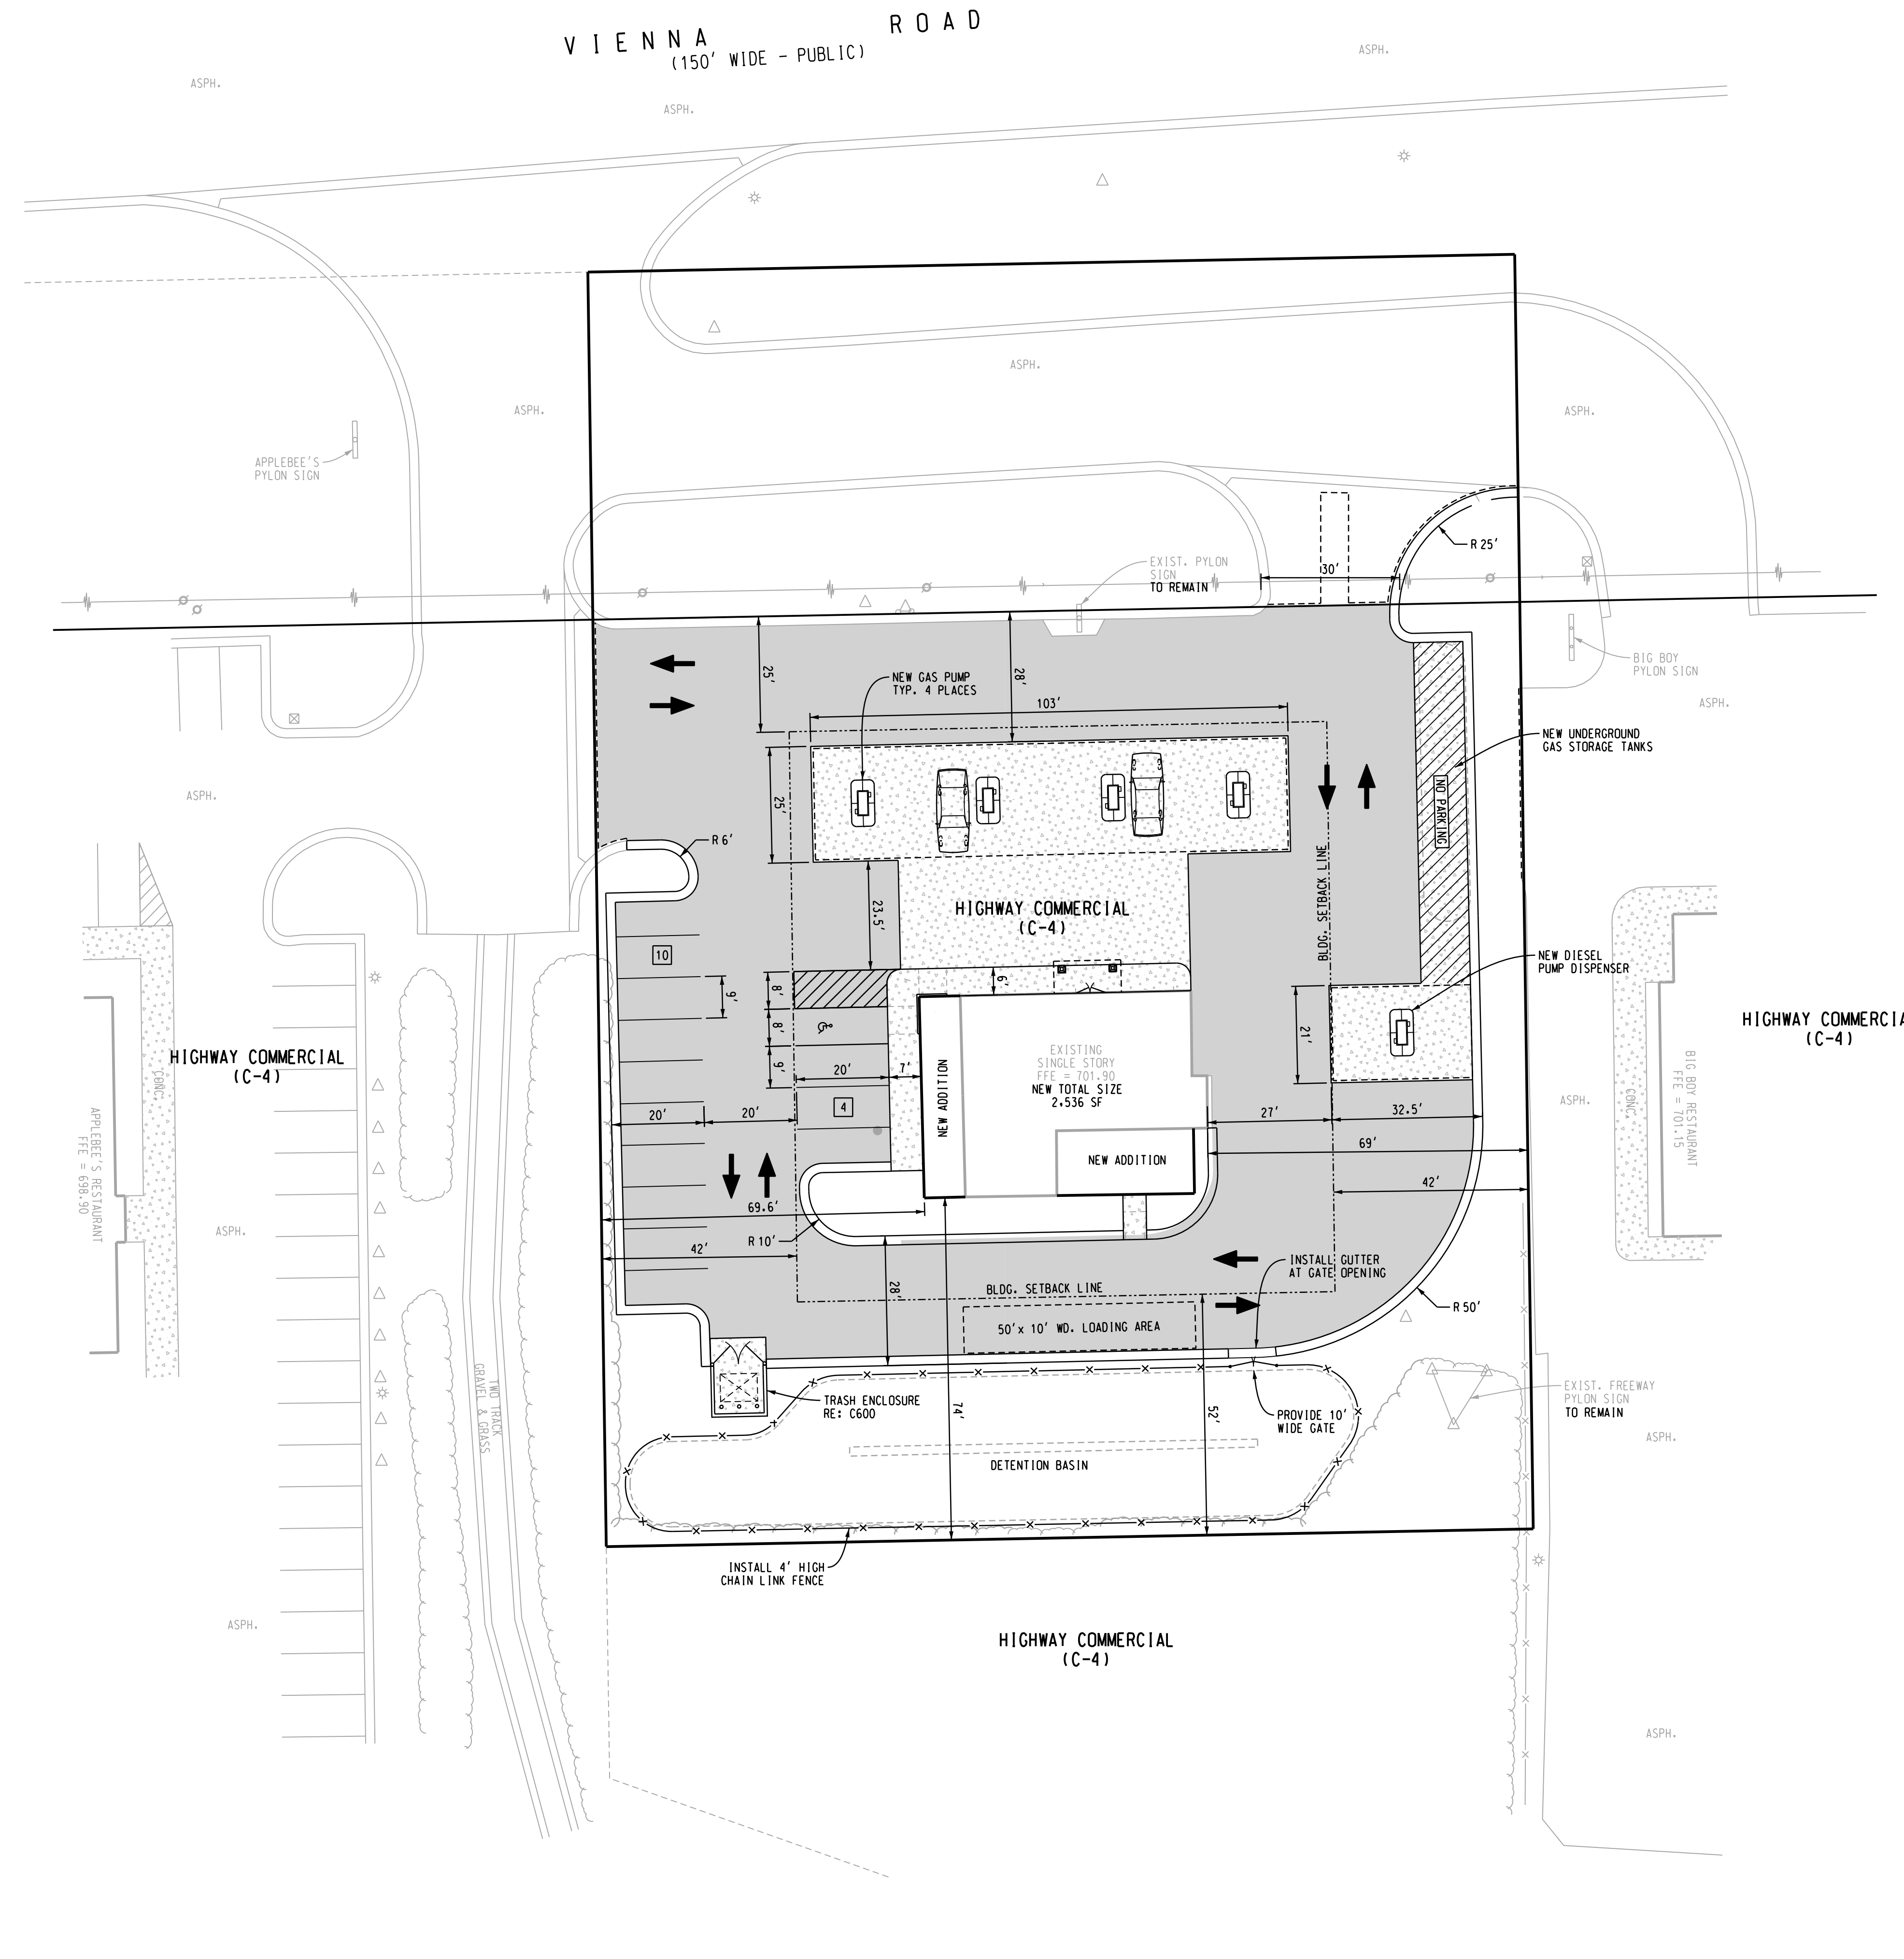 VIENNA ROAD
(150' WIDE - PUBLIC)
ASPH.
ASPH.
ASPH.
ASPH.
ASPH.
ASPH.
APPLEBEE'S
PYLON SIGN
EXIST. PYLON
SIGN
TO REMAIN
30'
R 25'
BIG BOY
PYLON SIGN
ASPH.
25'
28'
NEW GAS PUMP
TYP. 4 PLACES
103'
NEW UNDERGROUND
GAS STORAGE TANKS
ASPH.
25'
NO PARKING
R 6'
BLDG. SETBACK LINE
23.5'
HIGHWAY COMMERCIAL
(C-4)
10
NEW DIESEL
PUMP DISPENSER
9'
8'
6'
8'
21'
HIGHWAY COMMERCIA
(C-4)
HIGHWAY COMMERCIAL
(C-4)
CONC.
9'
20'
7'
EXISTING
SINGLE STORY
FFE = 701.90
NEW TOTAL SIZE
2,536 SF
NEW ADDITION
4
20'
20'
27'
32.5'
ASPH.
CONC.
BIG BOY RESTAURANT
FFE = 701.15
APPLEBEE'S RESTAURANT
FFE = 698.90
69'
NEW ADDITION
42'
69.6'
R 10'
ASPH.
42'
INSTALL GUTTER
AT GATE OPENING
28'
BLDG. SETBACK LINE
R 50'
50'x 10' WD. LOADING AREA
TWO TRACK
GRAVEL & GRASS
TRASH ENCLOSURE
RE: C600
74'
52'
PROVIDE 10'
WIDE GATE
EXIST. FREEWAY
PYLON SIGN
TO REMAIN
ASPH.
DETENTION BASIN
INSTALL 4' HIGH
CHAIN LINK FENCE
ASPH.
HIGHWAY COMMERCIAL
(C-4)
ASPH.